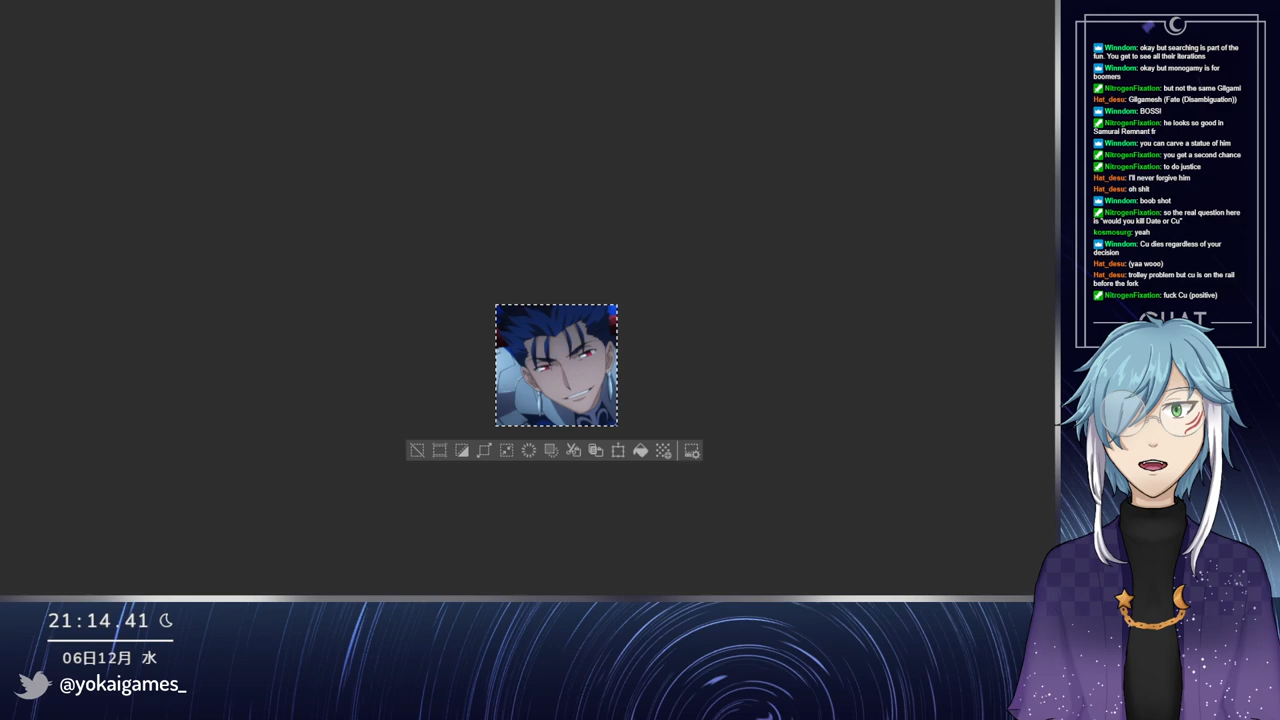 Winndom: okay but searching is part of the
fun. You get to see all their iterations
Winndom: okay but monogamy is for
boomers
NitrogenFixation: but not the same Gilgami
Hat_desu: Gilgamesh (Fate (Disambiguation))
Winndom: BOSS!
NitrogenFixation: he looks so good in
Samurai Remnant fr
Winndom: you can carve a statue of him
NitrogenFixation: you get a second chance
NitrogenFixation: to do justice
Hat_desu: I'll never forgive him
Hat_desu: oh shit
Winndom: boob shot
NitrogenFixation: so the real question here
is "would you kill Date or Cu"
kosmosurg: yeah
Winndom: Cu dies regardless of your
decision
Hat_desu: (yaa wooo)
Hat_desu: trolley problem but cu is on the rail
before the fork
NitrogenFixation: fuck Cu (positive)
CHAT
21:14.41
06日12月 水
@yokaigames_